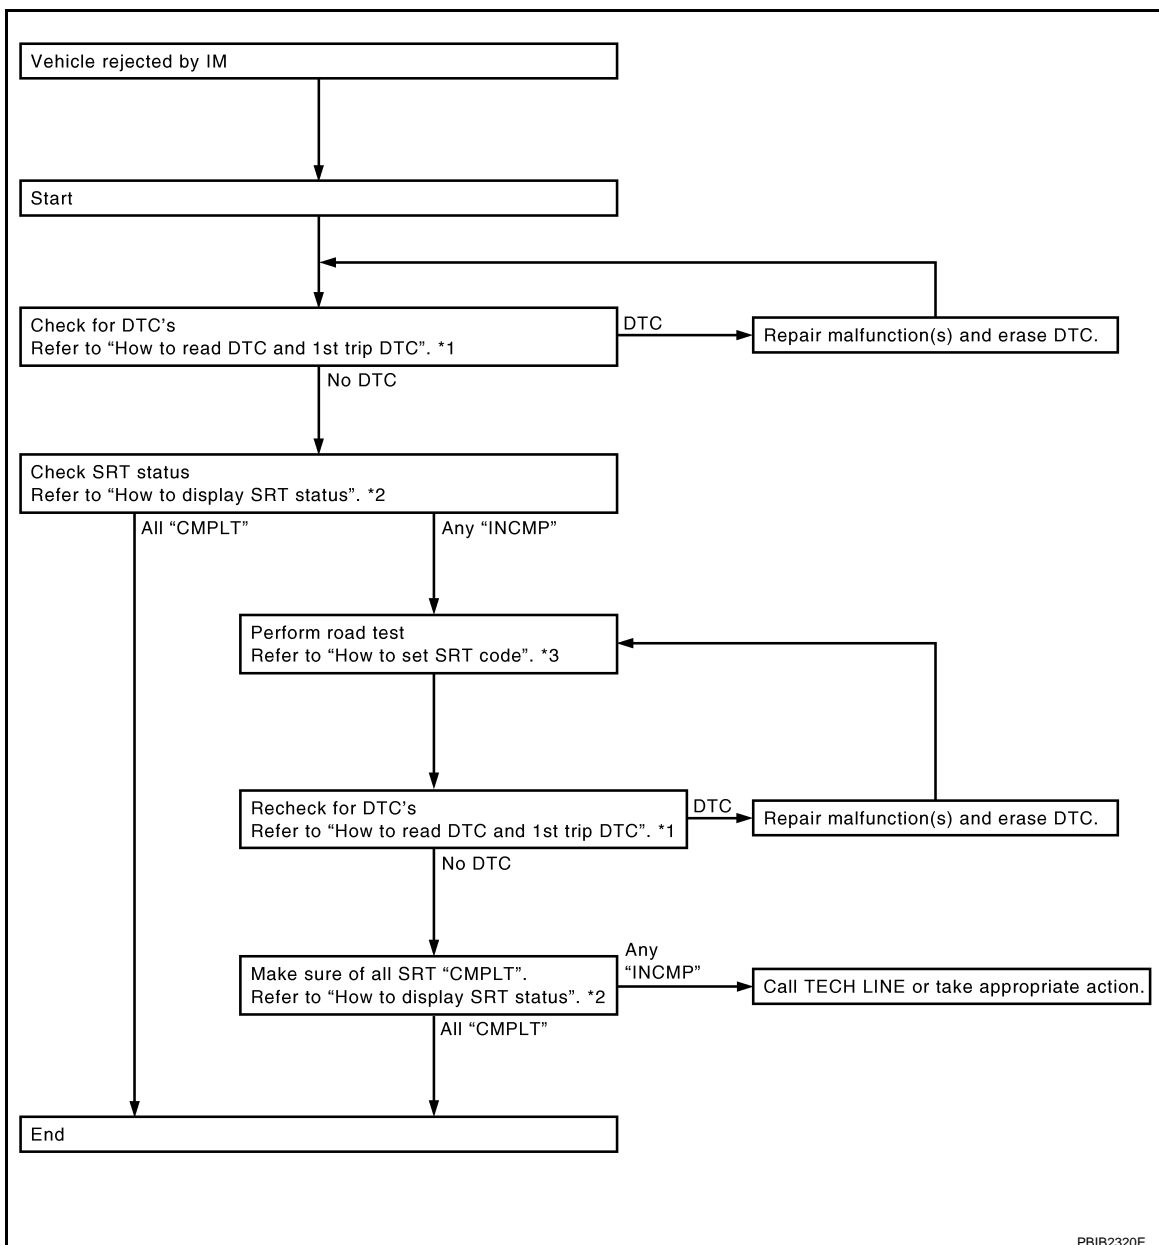 Vehicle rejected by IM
Start
Check for DTC's
Refer to “How to read DTC and 1st trip DTC”. *1
DTC
Repair malfunction(s) and erase DTC.
No DTC
Check SRT status
Refer to “How to display SRT status”. *2
All “CMPLT”
Any “INCMP”
Perform road test
Refer to “How to set SRT code”. *3
Recheck for DTC's
Refer to “How to read DTC and 1st trip DTC”. *1
DTC
Repair malfunction(s) and erase DTC.
No DTC
Make sure of all SRT “CMPLT”.
Refer to “How to display SRT status”. *2
Any
“INCMP”
Call TECH LINE or take appropriate action.
All “CMPLT”
End
PBIB2320E